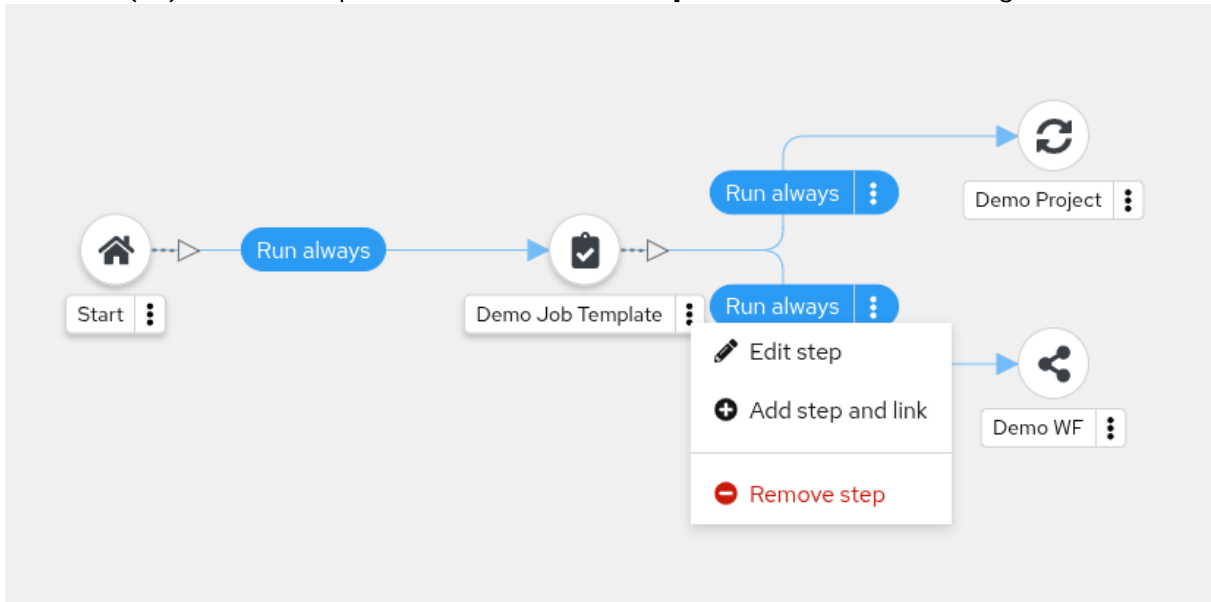 Run always
Demo Project
Run always
Start
Demo Job Template
Run always
Edit step
Add step and link
Demo WF
Remove step